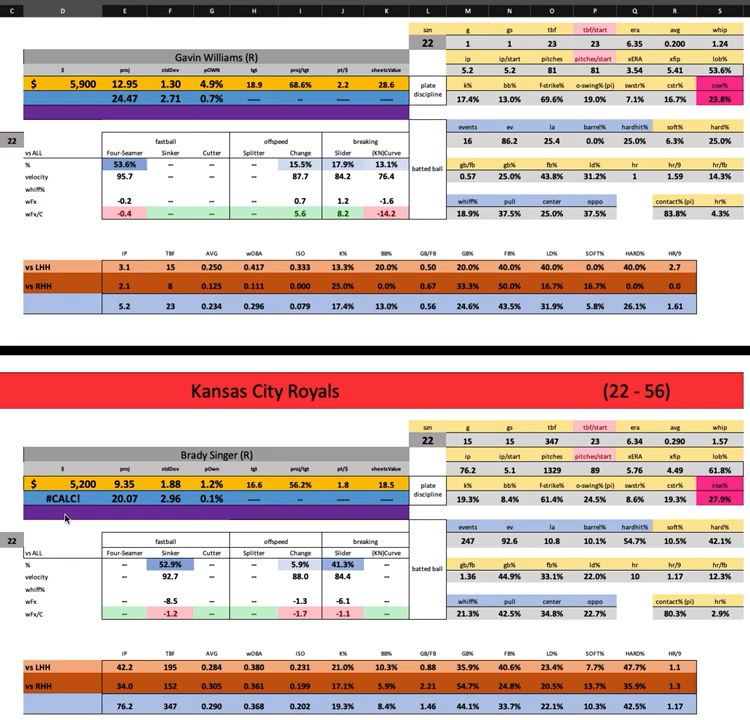 C D E F G H I J K L M N O P Q R S
szn g gs tbf tbf/start era avg whip
22 1 1 23 23 6.35 0.200 1.24
Gavin Williams (R) ip ip/start pitches pitches/start xERA xfip lob%
5.2 5.2 81 81 3.54 5.41 53.6%
$ proj stdDev pOWN tgt proj/tgt pt/$ sheetsValue
$ 5,900 12.95 1.30 4.9% 18.9 68.6% 2.2 28.6 plate discipline k% bb% f-strike% o-swing% (pi) swstr% cstr% csw%
24.47 2.71 0.7% ---- -- ---- ---- 17.4% 13.0% 69.6% 19.0% 7.1% 16.7% 23.8%
events ev la barrel% hardhit% soft% hard%
22 fastball offspeed breaking 16 86.2 25.4 0.0% 25.0% 6.3% 25.0%
vs ALL Four-Seamer Sinker Cutter Splitter Change Slider (KN)Curve
% 53.6% -- -- -- 15.5% 17.9% 13.1% batted ball gb/fb gb% fb% ld% hr hr/9 hr/fb
velocity 95.7 -- -- -- 87.7 84.2 76.4 0.57 25.0% 43.8% 31.2% 1 1.59 14.3%
whiff%
wFx -0.2 -- -- -- 0.7 1.2 -1.6 whiff% pull center oppo contact% (pi) hr%
wFx/C -0.4 -- -- -- 5.6 8.2 -14.2 18.9% 37.5% 25.0% 37.5% 83.8% 4.3%
IP TBF AVG wOBA ISO K% BB% GB/FB GB% FB% LD% SOFT% HARD% HR/9
vs LHH 3.1 15 0.250 0.417 0.333 13.3% 20.0% 0.50 20.0% 40.0% 40.0% 0.0% 40.0% 2.7
vs RHH 2.1 8 0.125 0.111 0.000 25.0% 0.0% 0.67 33.3% 50.0% 16.7% 16.7% 0.0% 0.0
5.2 23 0.234 0.296 0.079 17.4% 13.0% 0.56 24.6% 43.5% 31.9% 5.8% 26.1% 1.61
Kansas City Royals (22 - 56)
szn g gs tbf tbf/start era avg whip
22 15 15 347 23 6.34 0.290 1.57
Brady Singer (R) ip ip/start pitches pitches/start xERA xfip lob%
76.2 5.1 1329 89 5.76 4.49 61.8%
$ proj stdDev pOwn tgt proj/tgt pt/$ sheetsValue
$ 5,200 9.35 1.88 1.2% 16.6 56.2% 1.8 18.5 plate discipline k% bb% f-strike% o-swing% (pi) swstr% cstr% csw%
#CALC! 20.07 2.96 0.1% ---- -- ---- ---- 19.3% 8.4% 61.4% 24.5% 8.6% 19.3% 27.9%
events ev la barrel% hardhit% soft% hard%
22 fastball offspeed breaking 247 92.6 10.8 10.1% 54.7% 10.5% 42.1%
vs ALL Four-Seamer Sinker Cutter Splitter Change Slider (KN)Curve
% -- 52.9% -- -- 5.9% 41.3% -- batted ball gb/fb gb% fb% ld% hr hr/9 hr/fb
velocity -- 92.7 -- -- 88.0 84.4 -- 1.36 44.9% 33.1% 22.0% 10 1.17 12.3%
whiff%
wFx -- -8.5 -- -- -1.3 -6.1 -- whiff% pull center oppo contact% (pi) hr%
wFx/C -- -1.2 -- -- -1.7 -1.1 -- 21.3% 42.5% 34.8% 22.7% 80.3% 2.9%
IP TBF AVG wOBA ISO K% BB% GB/FB GB% FB% LD% SOFT% HARD% HR/9
vs LHH 42.2 195 0.284 0.380 0.231 21.0% 10.3% 0.88 35.9% 40.6% 23.4% 7.7% 47.7% 1.1
vs RHH 34.0 152 0.305 0.361 0.199 17.1% 5.9% 2.21 54.7% 24.8% 20.5% 13.7% 35.9% 1.3
76.2 347 0.290 0.368 0.202 19.3% 8.4% 1.46 44.1% 33.7% 22.1% 10.3% 42.5% 1.17